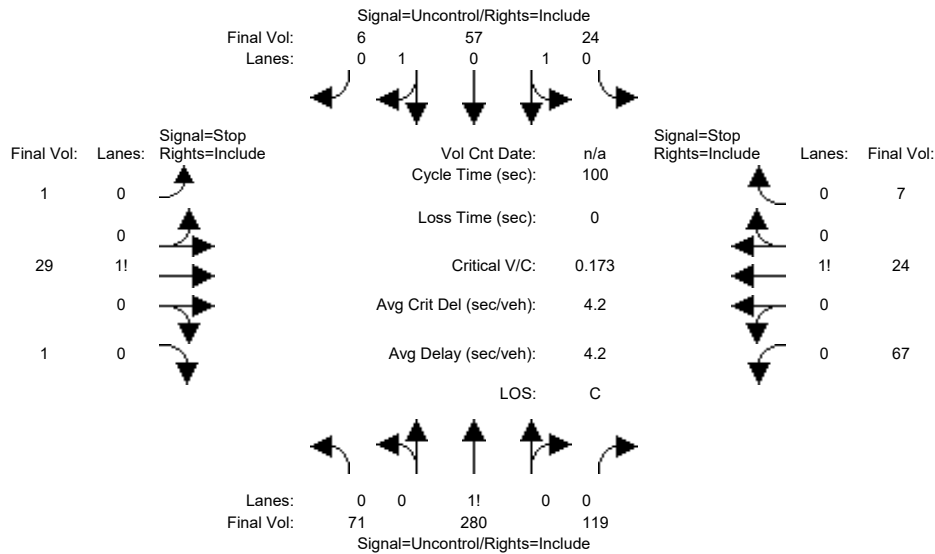 Signal=Uncontrol/Rights=Include
Final Vol: 6 57 24
Lanes: 0 1 0 1 0
Signal=Stop
Final Vol: Lanes: Rights=Include
Vol Cnt Date: n/a
Signal=Stop
Rights=Include Lanes: Final Vol:
Cycle Time (sec): 100
1 0
0 7
Loss Time (sec): 0
0
0
29 1!
Critical V/C: 0.173
1! 24
0
Avg Crit Del (sec/veh): 4.2
0
1 0
Avg Delay (sec/veh): 4.2
0 67
LOS: C
Lanes: 0 0 1! 0 0
Final Vol: 71 280 119
Signal=Uncontrol/Rights=Include